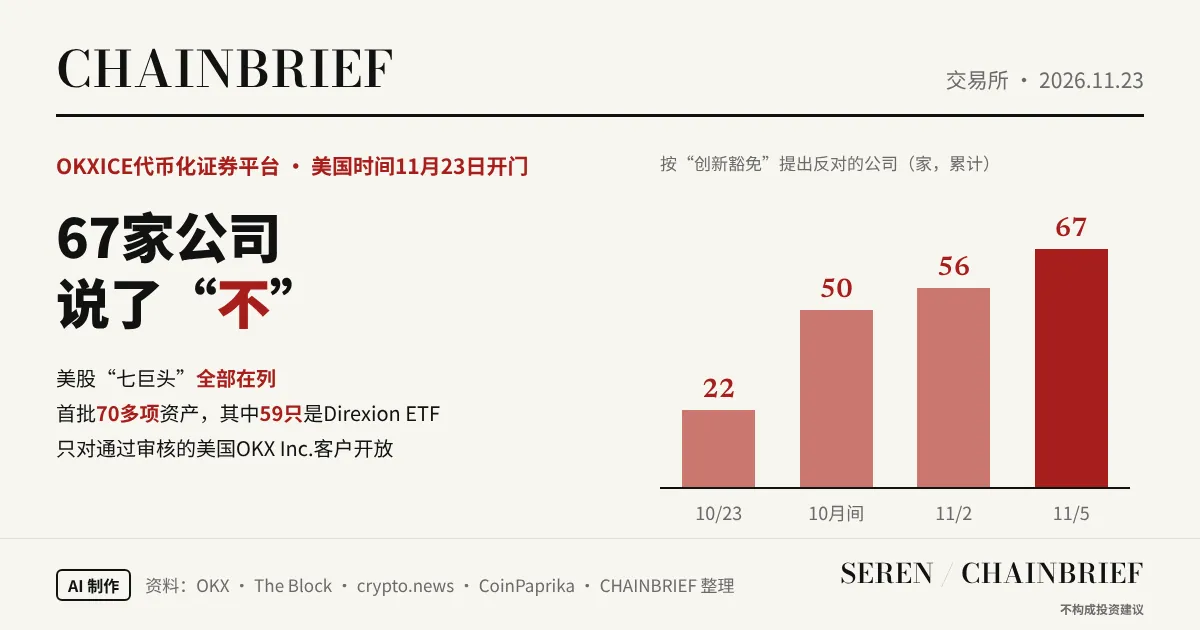 CHAINBRIEF
交易所 · 2026.11.23
OKXICE代币化证券平台 · 美国时间11月23日开门
67家公司
说了“不”
美股“七巨头”全部在列
首批70多项资产，其中59只是Direxion ETF
只对通过审核的美国OKX Inc.客户开放
按“创新豁免”提出反对的公司（家，累计）
22
50
56
67
10/23
10月间
11/2
11/5
AI 制作
资料：OKX · The Block · crypto.news · CoinPaprika · CHAINBRIEF 整理
SEREN / CHAINBRIEF
不构成投资建议